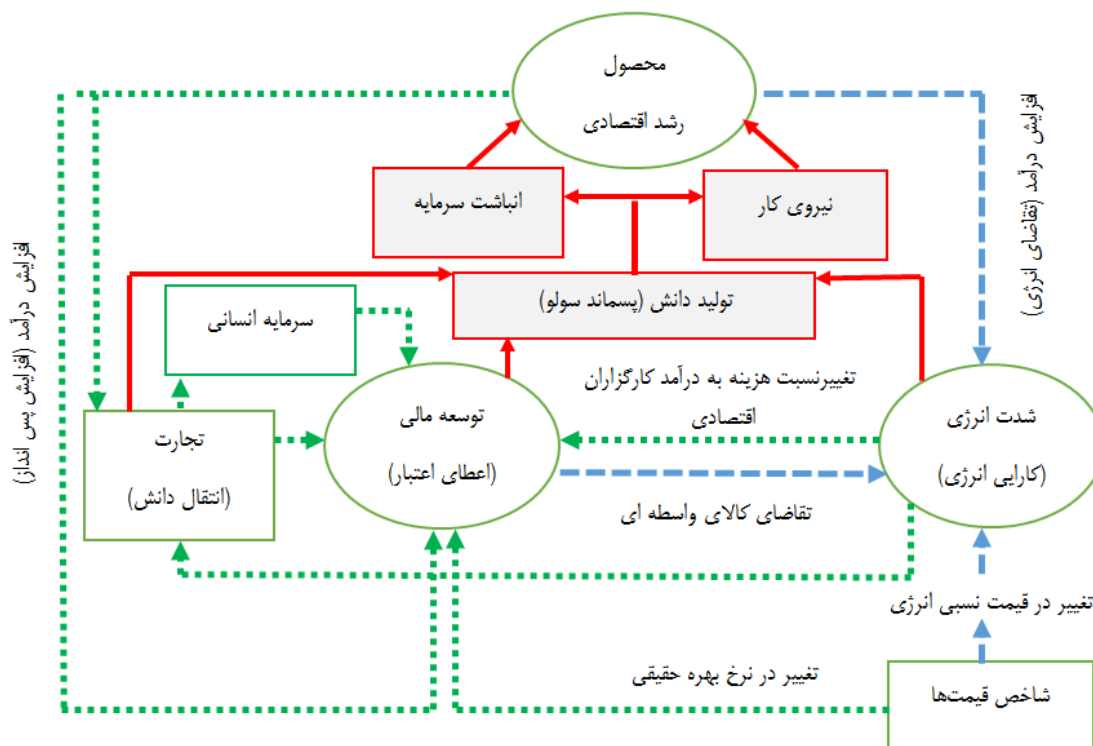 محصول
رشد اقتصادی
انباشت سرمایه
نیروی کار
افزایش درآمد (تقاضای انرژی)
افزایش درآمد (افزایش پس انداز)
تولید دانش (پسماند سولو)
سرمایه انسانی
تغییرنسبت هزینه به درآمد کارگزاران
اقتصادی
شدت انرژی
(کارایی انرژی)
توسعه مالی
(اعطای اعتبار)
تجارت
(انتقال دانش)
تقاضای کالای واسطه ای
تغییر در قیمت نسبی انرژی
تغییر در نرخ بهره حقیقی
شاخص قیمت‌ها